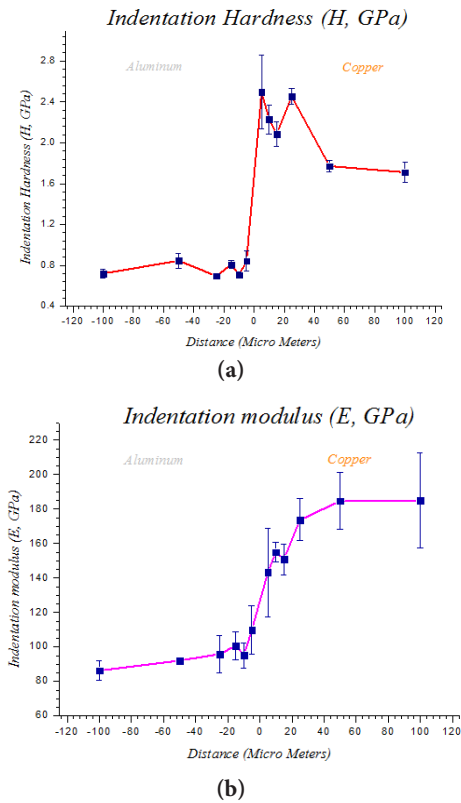 Indentation Hardness (H, GPa)
Aluminum
Copper
Indentation Hardness (H, GPa)
2.8
2.4
2.0
1.6
1.2
0.8
0.4
-120 -100 -80 -60 -40 -20 0 20 40 60 80 100 120
Distance (Micro Meters)
(a)
Indentation modulus (E, GPa)
Aluminum
Copper
Indentation modulus (E, GPa)
220
200
180
160
140
120
100
80
60
-120 -100 -80 -60 -40 -20 0 20 40 60 80 100 120
Distance (Micro Meters)
(b)